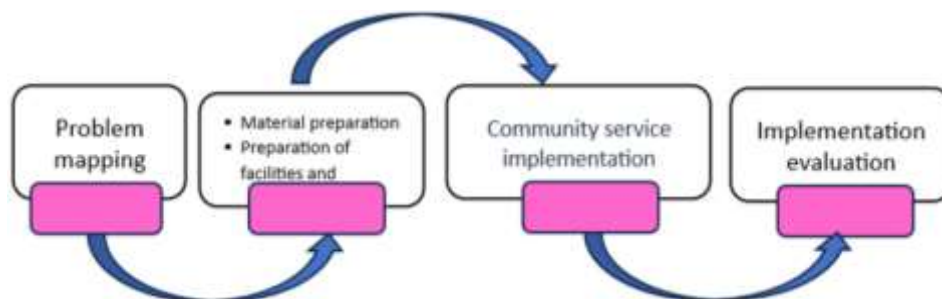 Problem
mapping
▪ Material preparation
▪ Preparation of
facilities and
Community service
implementation
Implementation
evaluation